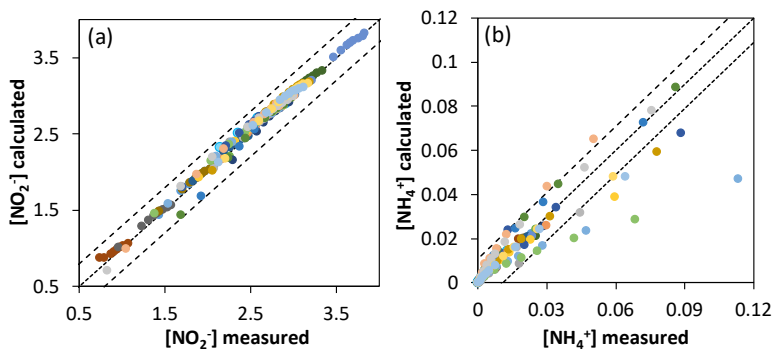 (a)
[NO₂⁻] calculated
3.5
2.5
1.5
0.5
0.5 1.5 2.5 3.5
[NO₂⁻] measured
(b)
[NH₄⁺] calculated
0.12
0.1
0.08
0.06
0.04
0.02
0
0 0.03 0.06 0.09 0.12
[NH₄⁺] measured